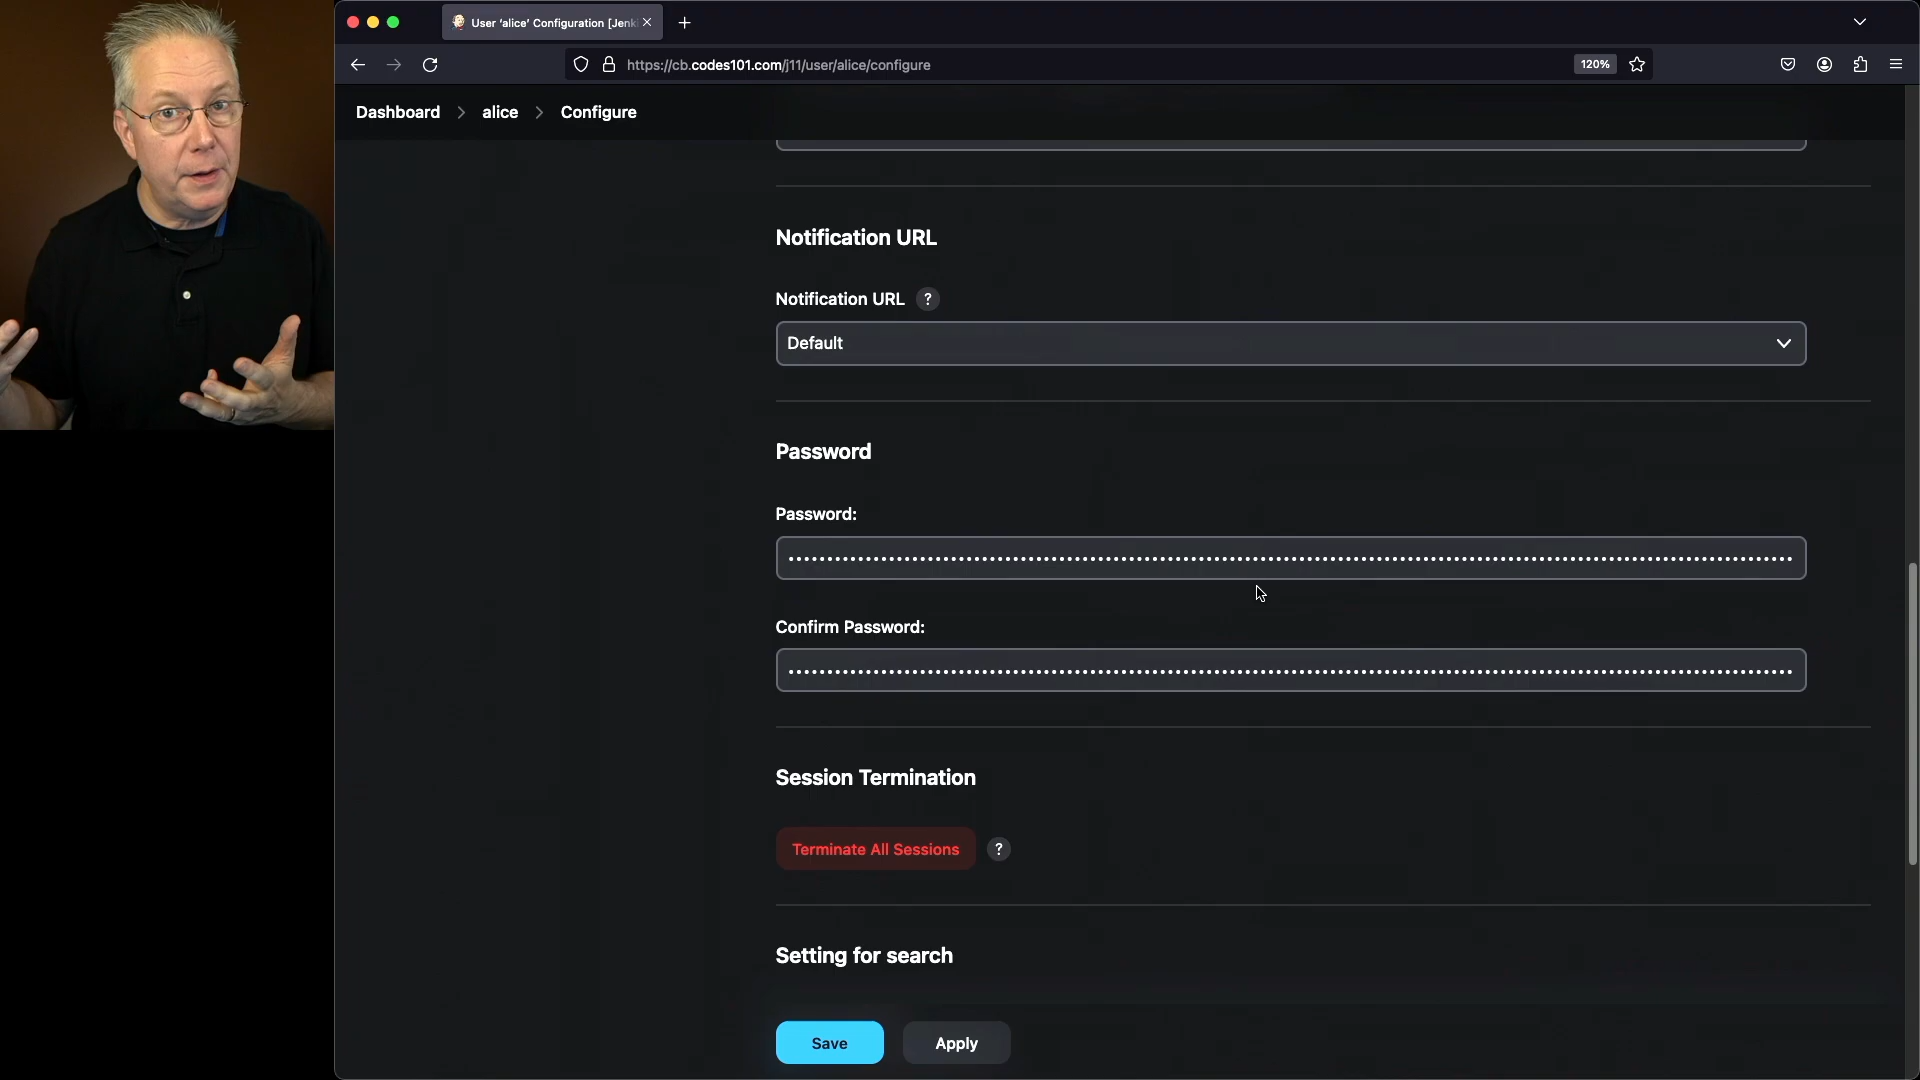 User ‘alice’ Configuration [Jenk
https://cb.codes101.com/j11/user/alice/configure
120%
Dashboard > alice > Configure
Notification URL
Notification URL ?
Default
Password
Password:
Confirm Password:
Session Termination
Terminate All Sessions ?
Setting for search
Save Apply